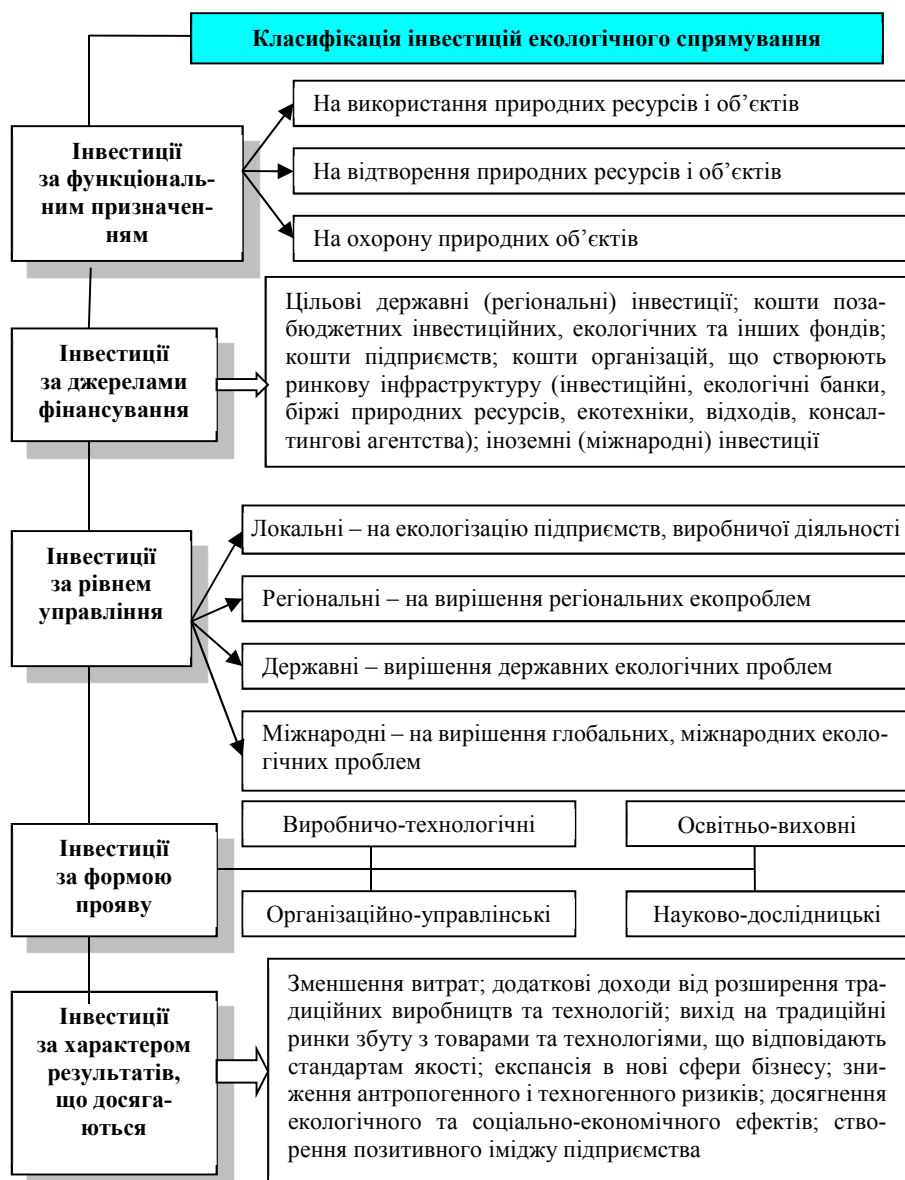 Класифікація інвестицій екологічного спрямування
Інвестиції
за функціональ-
ним призначен-
ням
На використання природних ресурсів і об’єктів
На відтворення природних ресурсів і об’єктів
На охорону природних об’єктів
Інвестиції
за джерелами
фінансування
Цільові державні (регіональні) інвестиції; кошти поза-
бюджетних інвестиційних, екологічних та інших фондів;
кошти підприємств; кошти організацій, що створюють
ринкову інфраструктуру (інвестиційні, екологічні банки,
біржі природних ресурсів, екотехніки, відходів, консал-
тингові агентства); іноземні (міжнародні) інвестиції
Інвестиції
за рівнем
управління
Локальні – на екологізацію підприємств, виробничої діяльності
Регіональні – на вирішення регіональних екопроблем
Державні – вирішення державних екологічних проблем
Міжнародні – на вирішення глобальних, міжнародних еколо-
гічних проблем
Інвестиції
за формою
прояву
Виробничо-технологічні
Освітньо-виховні
Організаційно-управлінські
Науково-дослідницькі
Інвестиції
за характером
результатів,
що досяга-
ються
Зменшення витрат; додаткові доходи від розширення тра-
диційних виробництв та технологій; вихід на традиційні
ринки збуту з товарами та технологіями, що відповідають
стандартам якості; експансія в нові сфери бізнесу; зни-
ження антропогенного і техногенного ризиків; досягнення
екологічного та соціально-економічного ефектів; ство-
рення позитивного іміджу підприємства